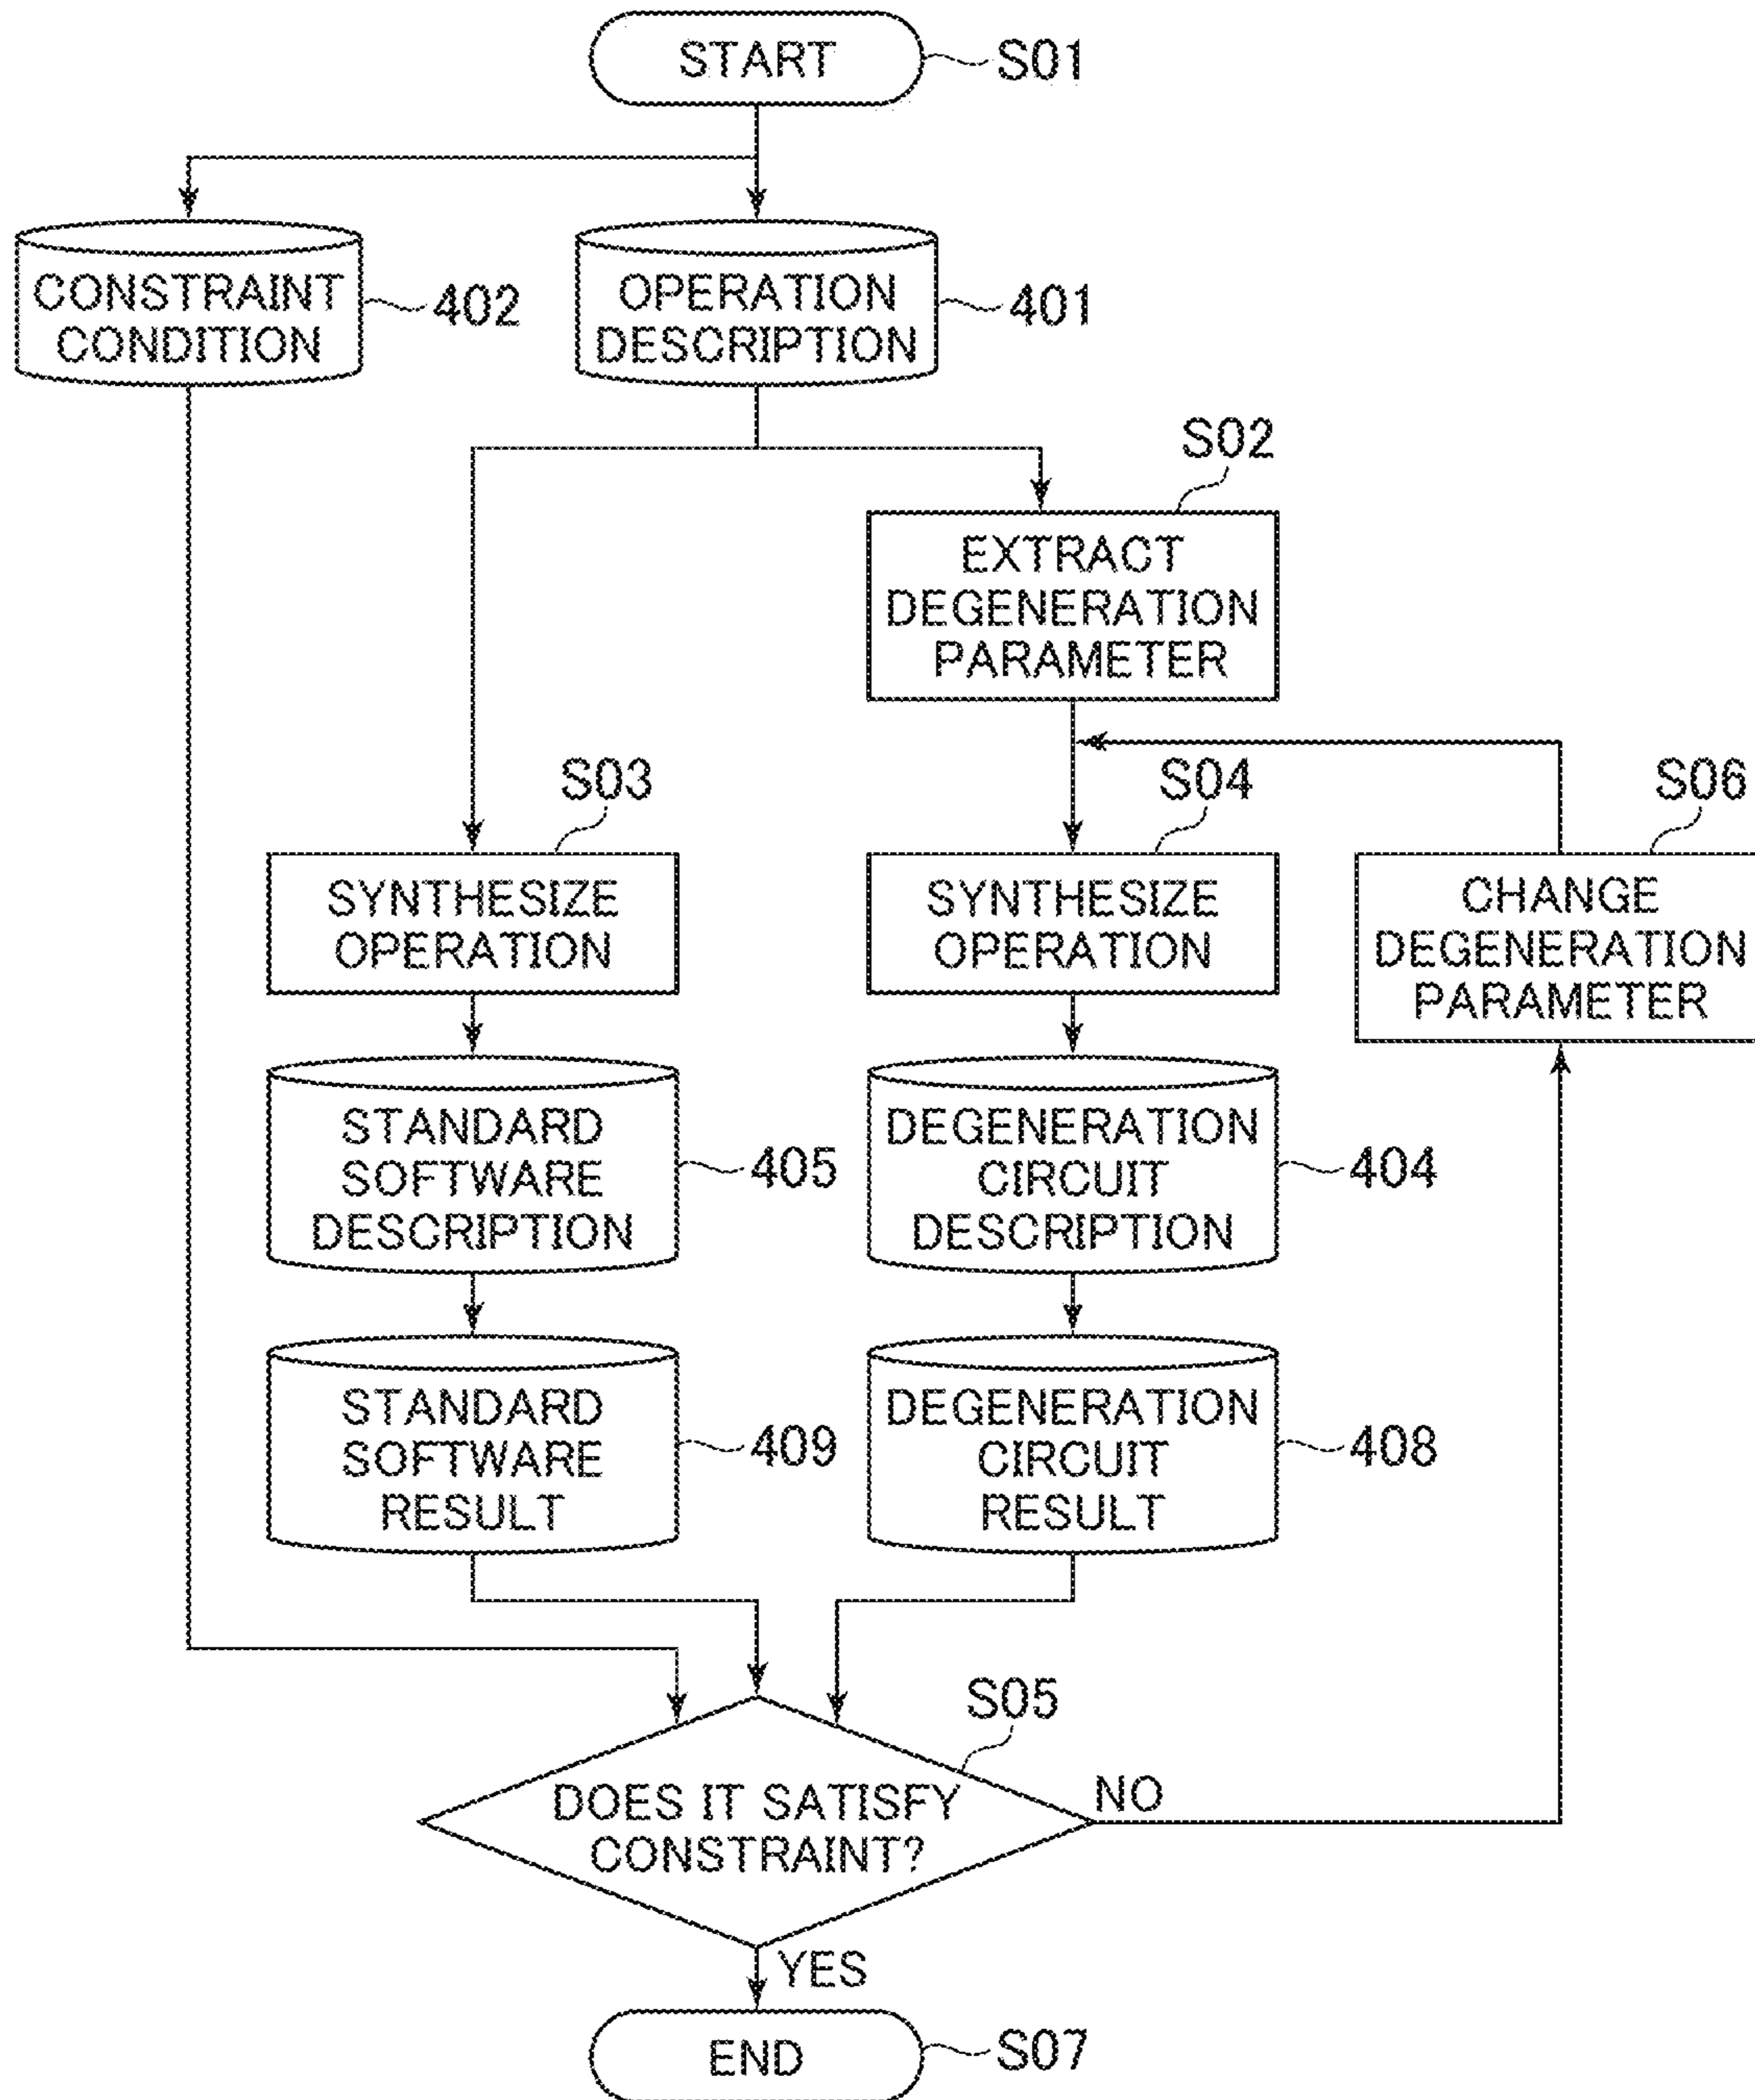 START
S01
CONSTRAINT
CONDITION
402
OPERATION
DESCRIPTION
401
S02
EXTRACT
DEGENERATION
PARAMETER
S03
SYNTHESIZE
OPERATION
S04
SYNTHESIZE
OPERATION
S06
CHANGE
DEGENERATION
PARAMETER
STANDARD
SOFTWARE
DESCRIPTION
405
DEGENERATION
CIRCUIT
DESCRIPTION
404
STANDARD
SOFTWARE
RESULT
409
DEGENERATION
CIRCUIT
RESULT
408
S05
DOES IT SATISFY
CONSTRAINT?
NO
YES
END
S07